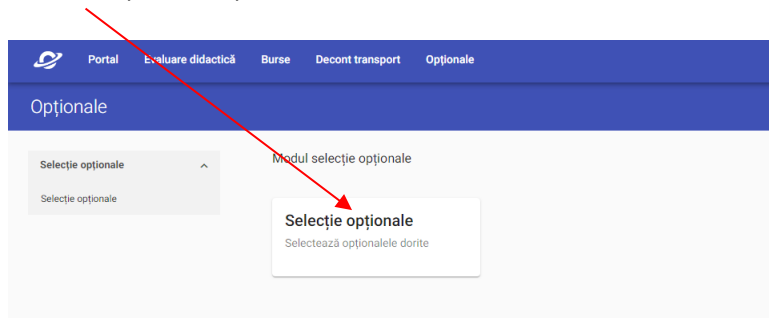 Portal Evaluare didactică Burse Decont transport Opționale
Opționale
Selecție opționale
Selecție opționale
Modul selecție opționale
Selecție opționale
Selectează opționalele dorite